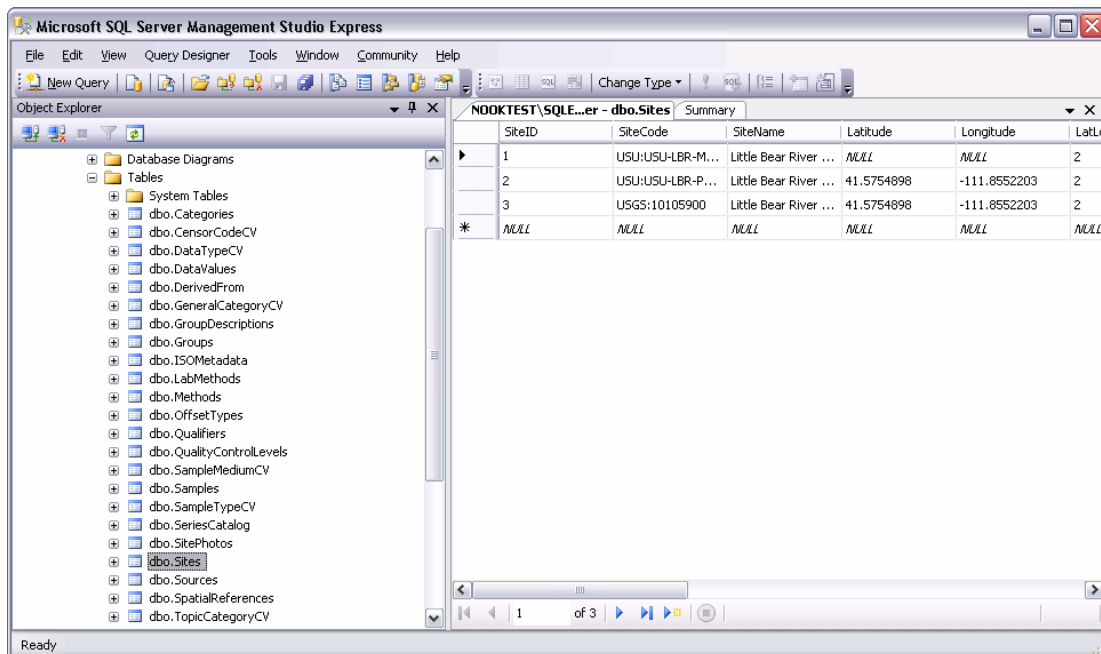 Microsoft SQL Server Management Studio Express
File Edit View Query Designer Tools Window Community Help
New Query Change Type
Object Explorer
NOOKTEST\SQLE...er - dbo.Sites Summary
Database Diagrams
Tables
System Tables
dbo.Categories
dbo.CensorCodeCV
dbo.DataTypeCV
dbo.DataValues
dbo.DerivedFrom
dbo.GeneralCategoryCV
dbo.GroupDescriptions
dbo.Groups
dbo.ISOMetadata
dbo.LabMethods
dbo.Methods
dbo.OffsetTypes
dbo.Qualifiers
dbo.QualityControlLevels
dbo.SampleMediumCV
dbo.Samples
dbo.SampleTypeCV
dbo.SeriesCatalog
dbo.SitePhotos
dbo.Sites
dbo.Sources
dbo.SpatialReferences
dbo.TopicCategoryCV
SiteID SiteCode SiteName Latitude Longitude LatLo
1 USU:USU-LBR-M... Little Bear River ... NULL NULL 2
2 USU:USU-LBR-P... Little Bear River ... 41.5754898 -111.8552203 2
3 USGS:10105900 Little Bear River ... 41.5754898 -111.8552203 2
NULL NULL NULL NULL NULL NULL
1 of 3
Ready